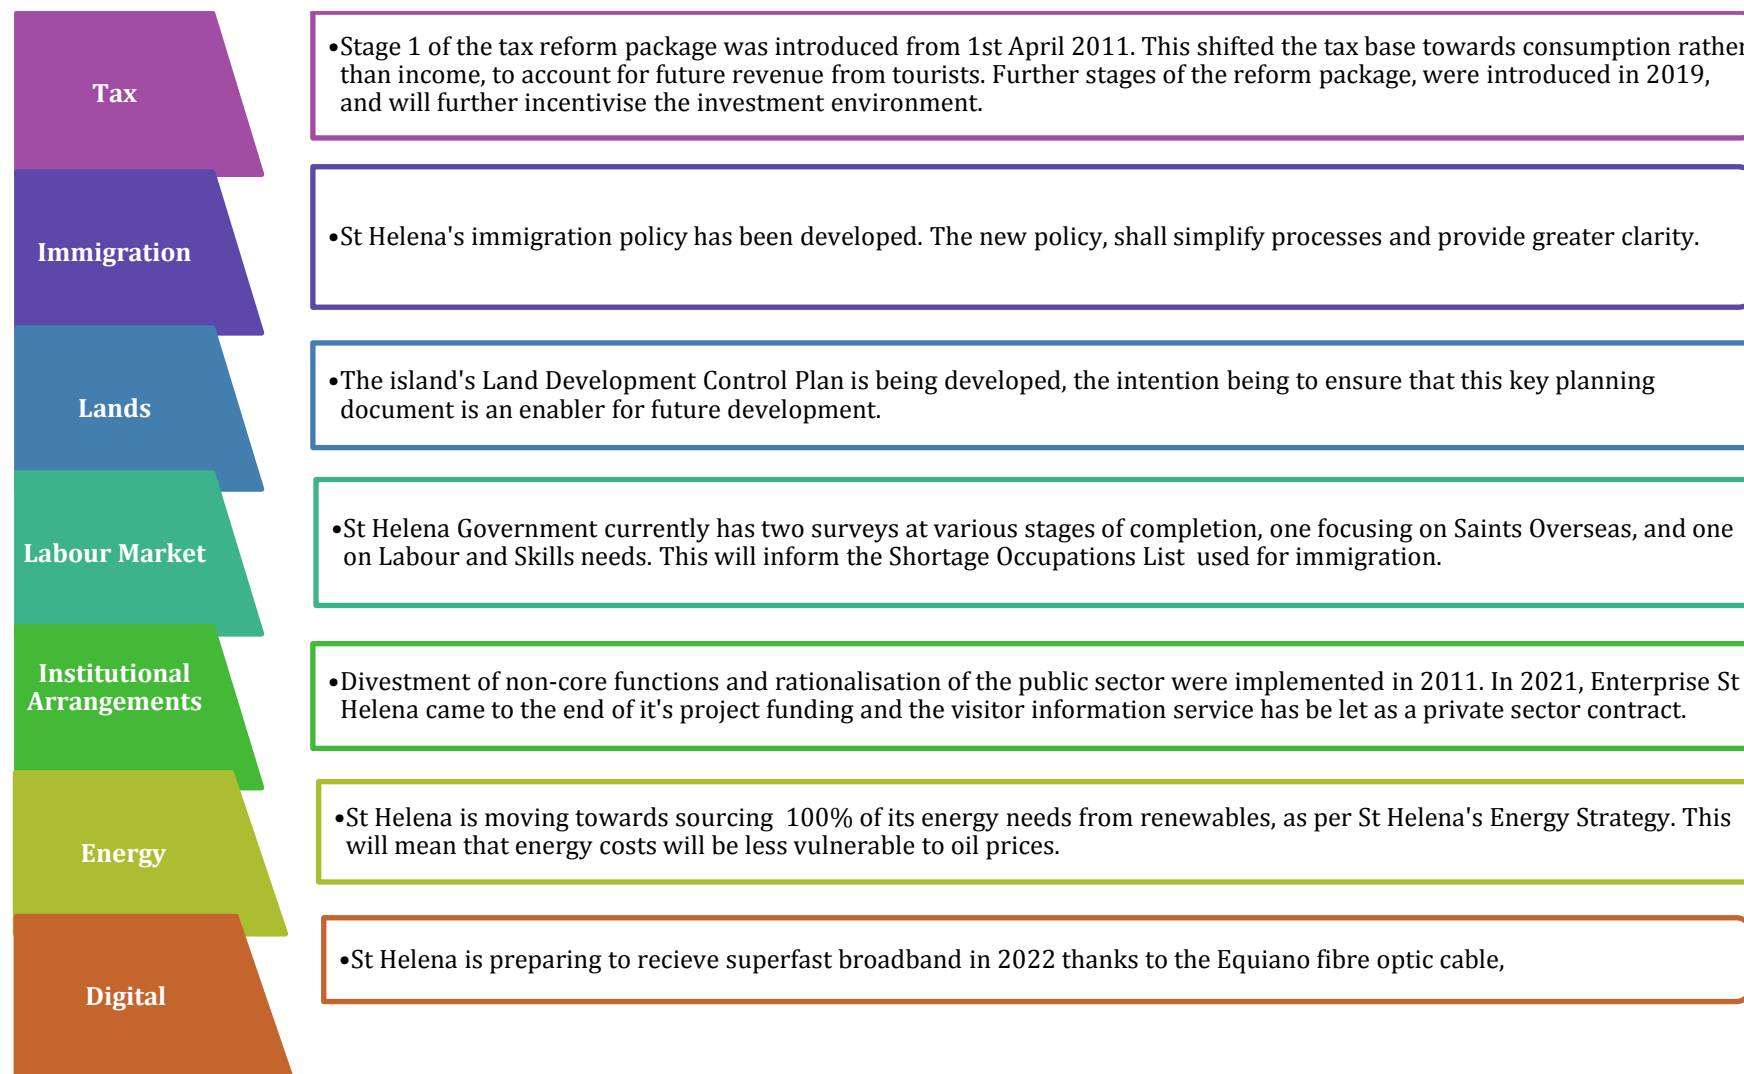 Tax
•Stage 1 of the tax reform package was introduced from 1st April 2011. This shifted the tax base towards consumption rather
than income, to account for future revenue from tourists. Further stages of the reform package, were introduced in 2019,
and will further incentivise the investment environment.
Immigration
•St Helena's immigration policy has been developed. The new policy, shall simplify processes and provide greater clarity.
Lands
•The island's Land Development Control Plan is being developed, the intention being to ensure that this key planning
document is an enabler for future development.
Labour Market
•St Helena Government currently has two surveys at various stages of completion, one focusing on Saints Overseas, and one
on Labour and Skills needs. This will inform the Shortage Occupations List  used for immigration.
Institutional
Arrangements
•Divestment of non-core functions and rationalisation of the public sector were implemented in 2011. In 2021, Enterprise St
Helena came to the end of it's project funding and the visitor information service has be let as a private sector contract.
Energy
•St Helena is moving towards sourcing  100% of its energy needs from renewables, as per St Helena's Energy Strategy. This
will mean that energy costs will be less vulnerable to oil prices.
Digital
•St Helena is preparing to recieve superfast broadband in 2022 thanks to the Equiano fibre optic cable,